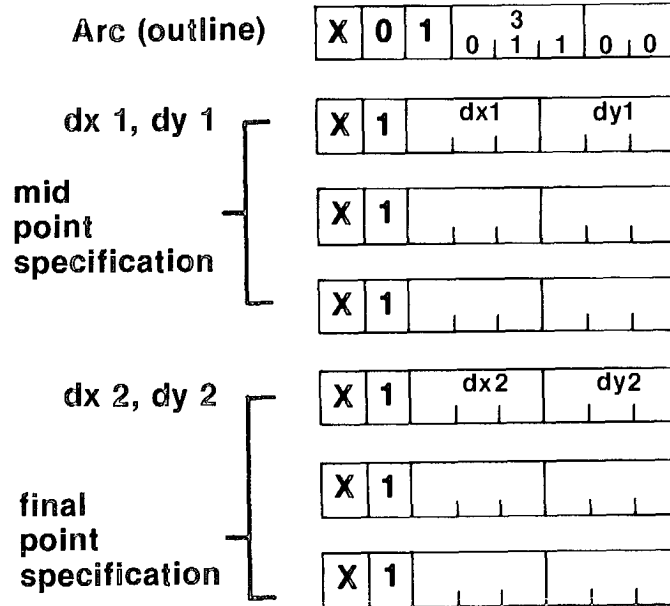 Arc (outline) X 0 1 3
0 1 1 0 0
dx 1, dy 1 X 1 dx1 dy1
mid
point X 1
specification
X 1
dx 2, dy 2 X 1 dx2 dy2
final X 1
point
specification X 1